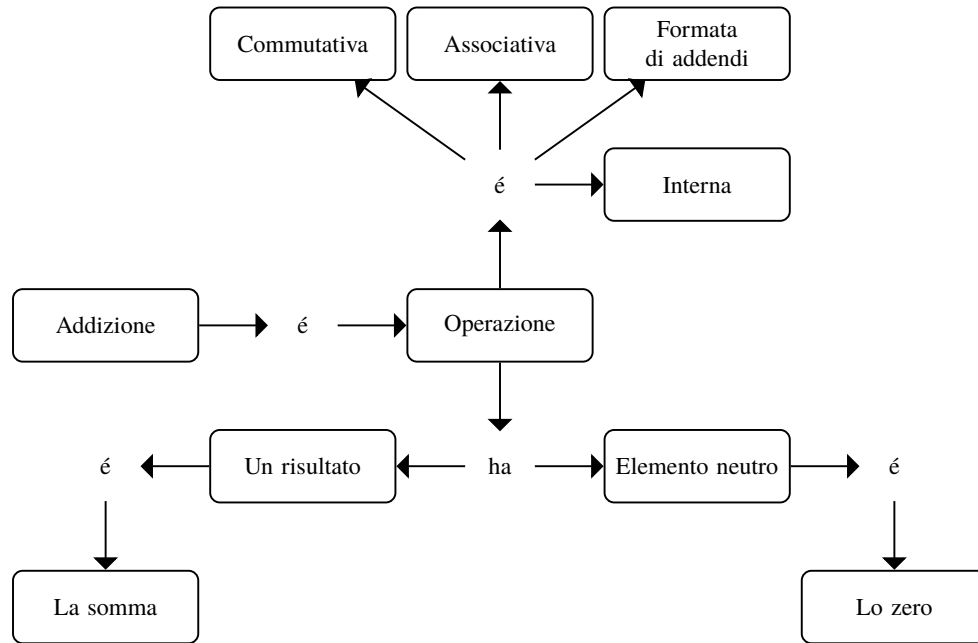 Commutativa
Associativa
Formata
di addendi
é
Interna
Addizione
é
Operazione
é
Un risultato
ha
Elemento neutro
é
La somma
Lo zero